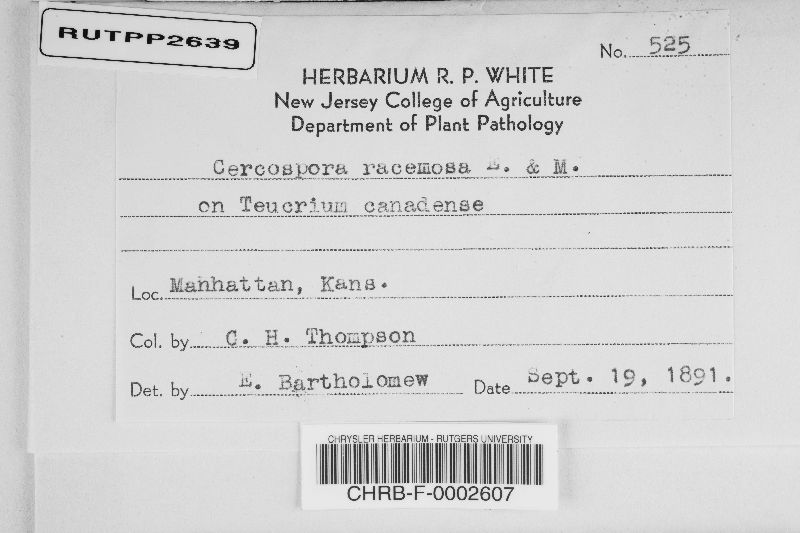 RUTPP2639
No. 525
HERBARIUM R. P. WHITE
New Jersey College of Agriculture
Department of Plant Pathology
Cercospora racemosa E. & M.
on Teucrium canadense
Loc. Manhattan, Kans.
Col. by C. H. Thompson
Det. by E. Bartholomew Date Sept. 19, 1891.
CHRYSLER HERBARIUM - RUTGERS UNIVERSITY
CHRB-F-0002607